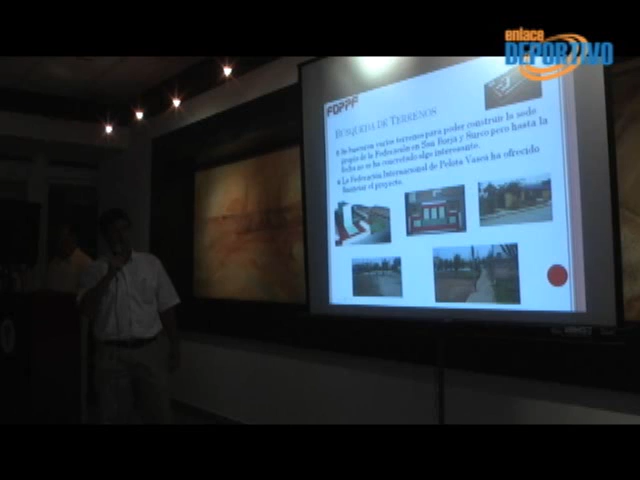 enlace
DEPORTIVO
FDPPF
BÚSQUEDA DE TERRENOS
Se buscaron varios terrenos para poder construir la sede
propia de la Federación en San Borja y Surco pero hasta la
fecha no se ha concretado algo interesante.
La Federación Internacional de Pelota Vasca ha ofrecido
financiar el proyecto.